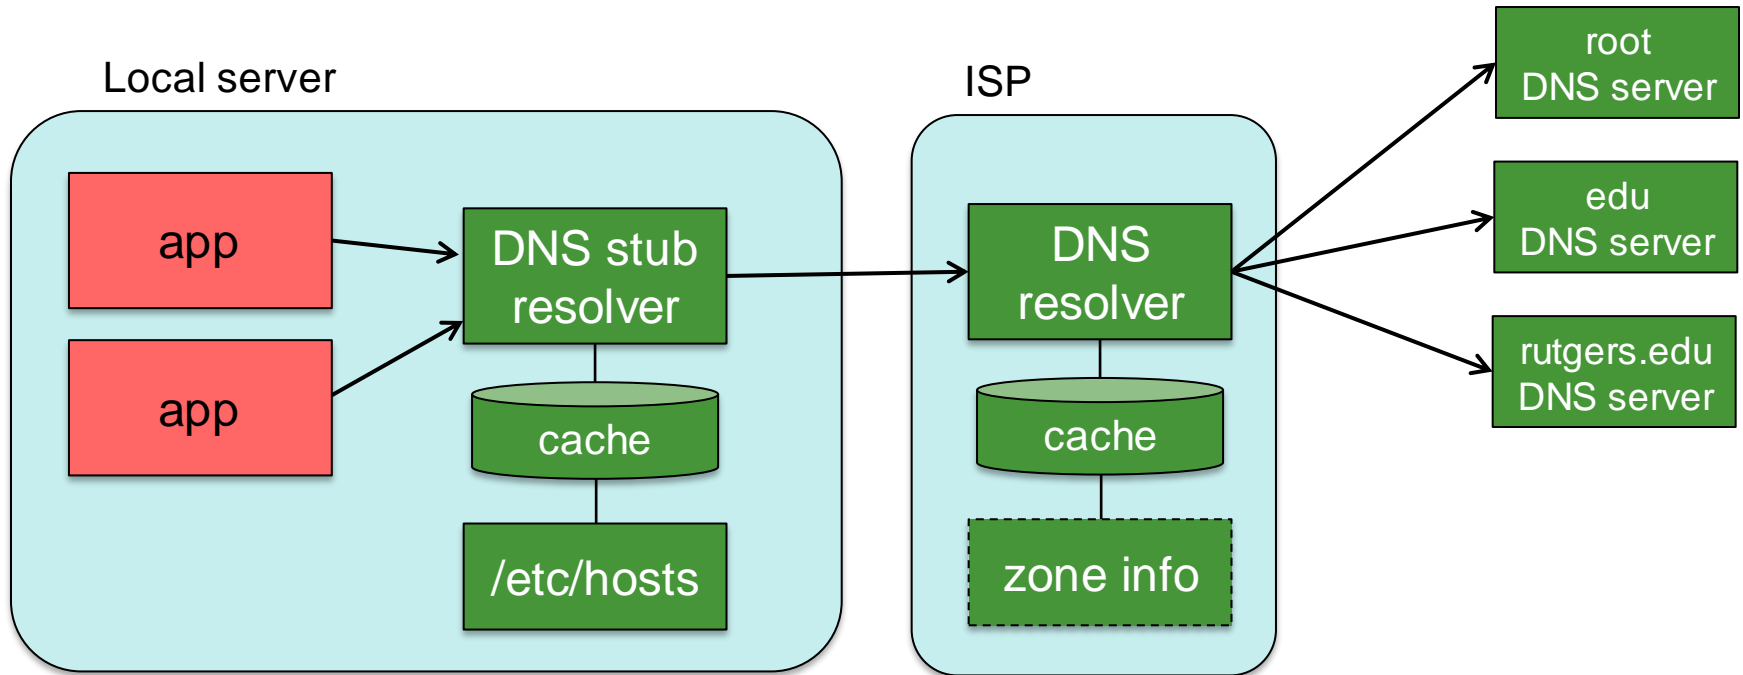 Local server
app
app
DNS stub
resolver
cache
/etc/hosts
ISP
DNS
resolver
cache
zone info
root
DNS server
edu
DNS server
rutgers.edu
DNS server